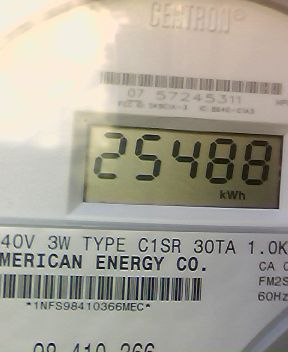 CENTRON®
07 57245311
25488
kWh
40V 3W TYPE C1SR 30TA 1.0K
MERICAN ENERGY CO.
CA
FM2S
60Hz
*1NFS98410366MEC*